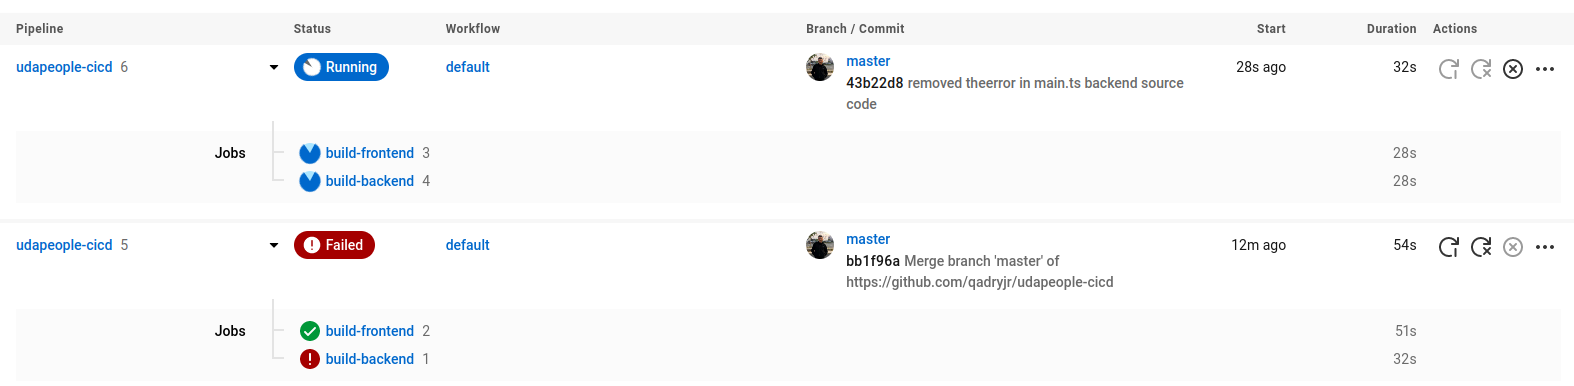 Pipeline Status Workflow Branch / Commit Start Duration Actions
udapeople-cicd 6 Running default master 28s ago 32s
43b22d8 removed theerror in main.ts backend source
code
Jobs build-frontend 3 28s
build-backend 4 28s
udapeople-cicd 5 Failed default master 12m ago 54s
bb1f96a Merge branch 'master' of
https://github.com/qadryjr/udapeople-cicd
Jobs build-frontend 2 51s
build-backend 1 32s